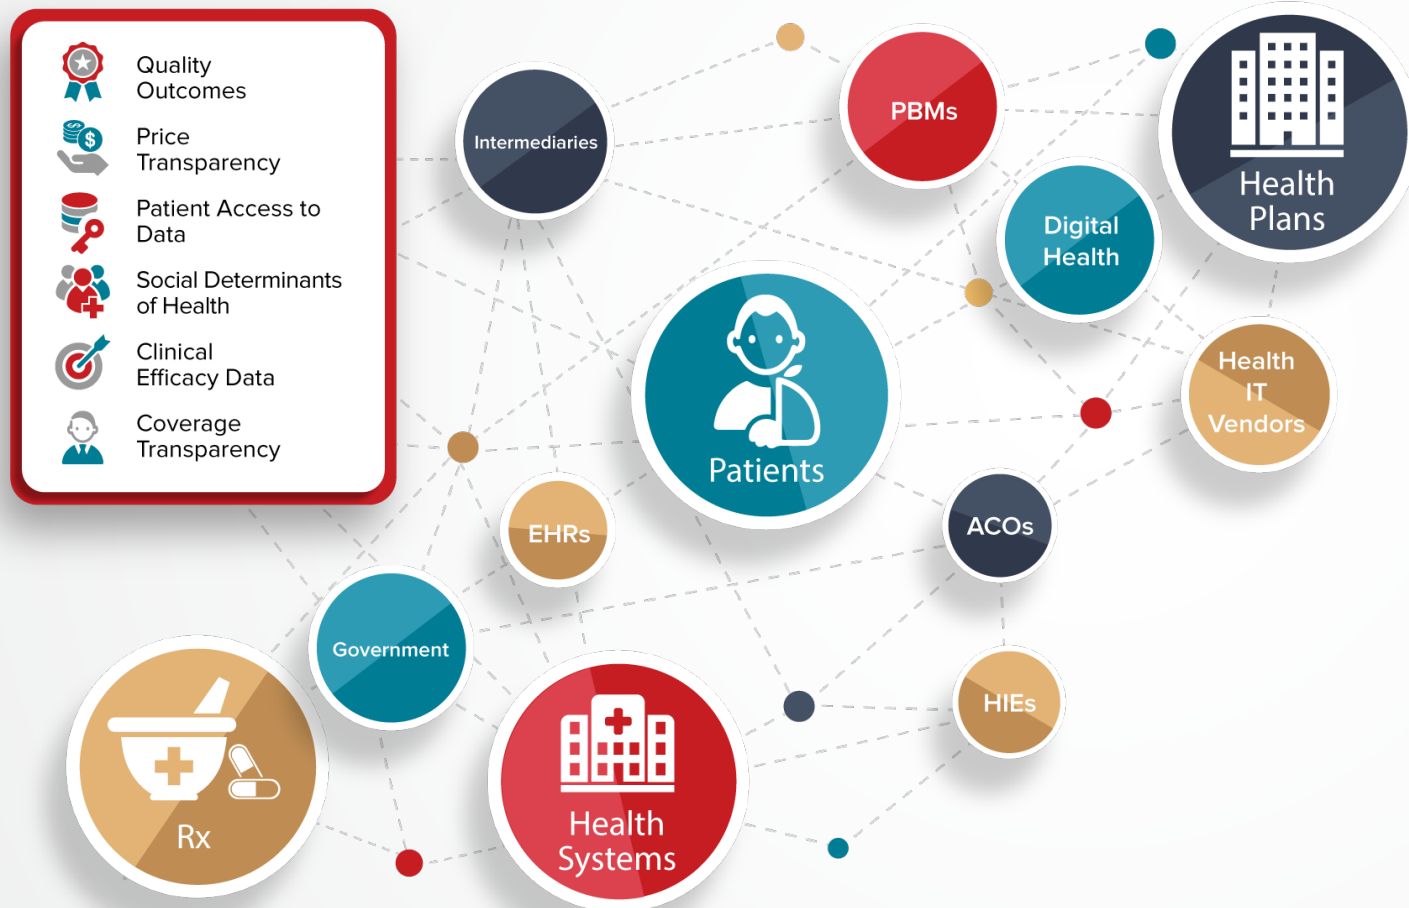 Quality
Outcomes
Price
Transparency
Patient Access to
Data
Social Determinants
of Health
Clinical
Efficacy Data
Coverage
Transparency
Intermediaries
PBMs
Digital
Health
Health
Plans
Health
IT
Vendors
Patients
EHRs
ACOs
Government
HIEs
Rx
Health
Systems